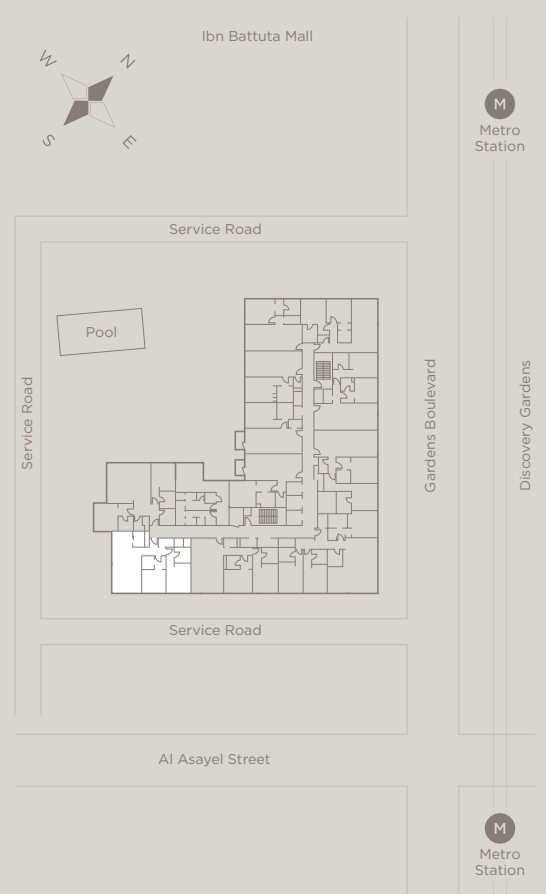 Ibn Battuta Mall
W
N
S
E
M
Metro
Station
Service Road
Pool
Service Road
Gardens Boulevard
Discovery Gardens
Service Road
Al Asayel Street
M
Metro
Station